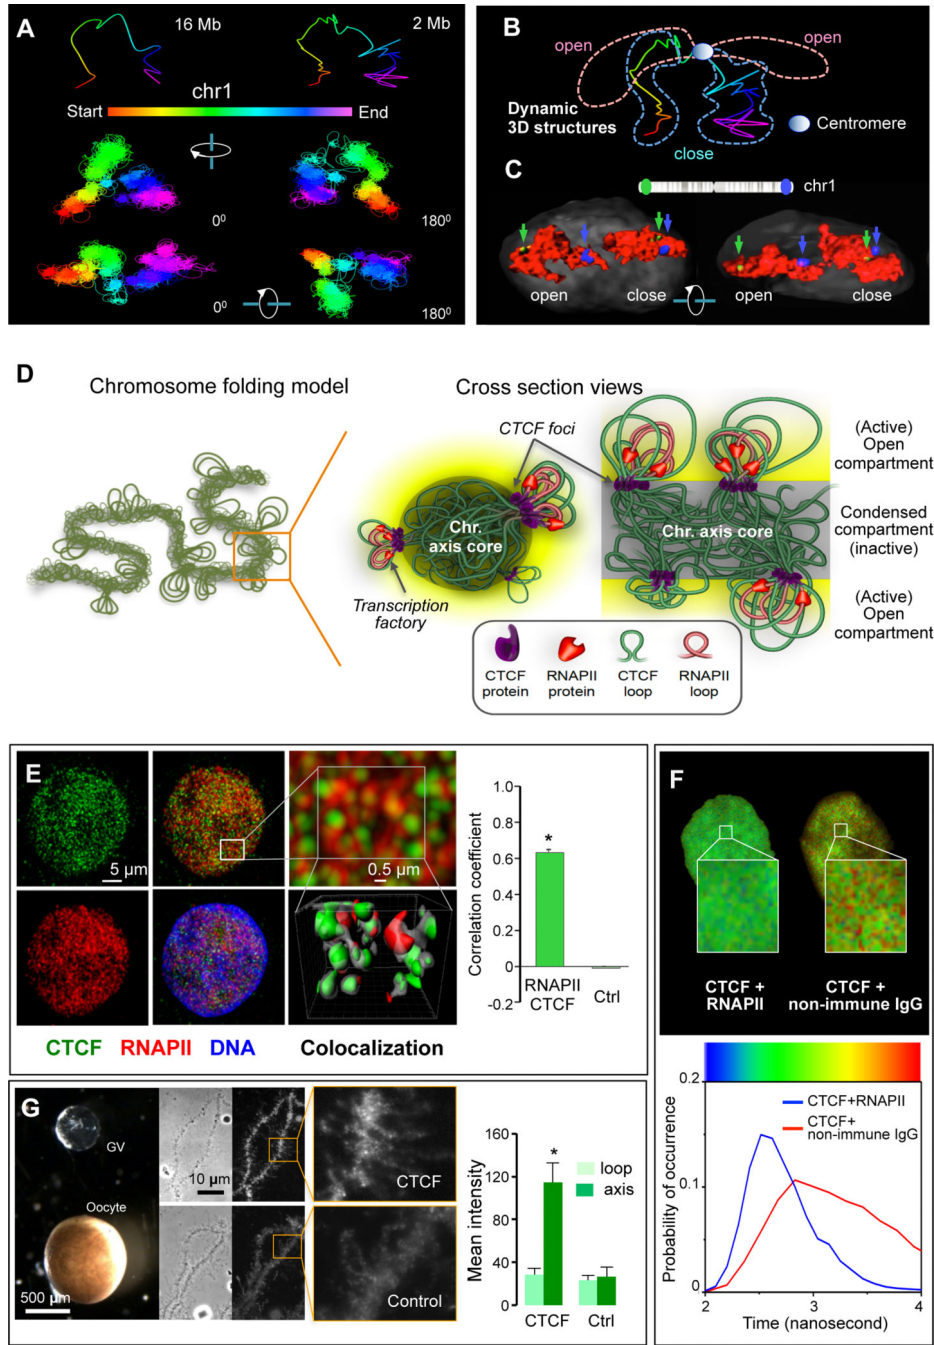 A
16 Mb
2 Mb
chr1
Start
End
0⁰
180⁰
0⁰
180⁰
B
open
open
Dynamic
3D structures
Centromere
close
C
chr1
open
close
open
close
D
Chromosome folding model
Cross section views
CTCF foci
(Active)
Open
compartment
Chr.
axis core
Chr. axis core
Condensed
compartment
(inactive)
Transcription
factory
(Active)
Open
compartment
CTCF
protein
RNAPII
protein
CTCF
loop
RNAPII
loop
E
5 µm
0.5 µm
CTCF
RNAPII
DNA
Colocalization
Correlation coefficient
1.0
0.8
0.6
0.4
0.2
0
-0.2
*
RNAPII
CTCF
Ctrl
F
CTCF +
RNAPII
CTCF +
non-immune IgG
0.2
0.1
0
Probability of occurrence
CTCF+RNAPII
CTCF+
non-immune IgG
2
3
4
Time (nanosecond)
G
GV
Oocyte
500 µm
10 µm
CTCF
Control
Mean intensity
160
120
80
40
0
*
loop
axis
CTCF
Ctrl